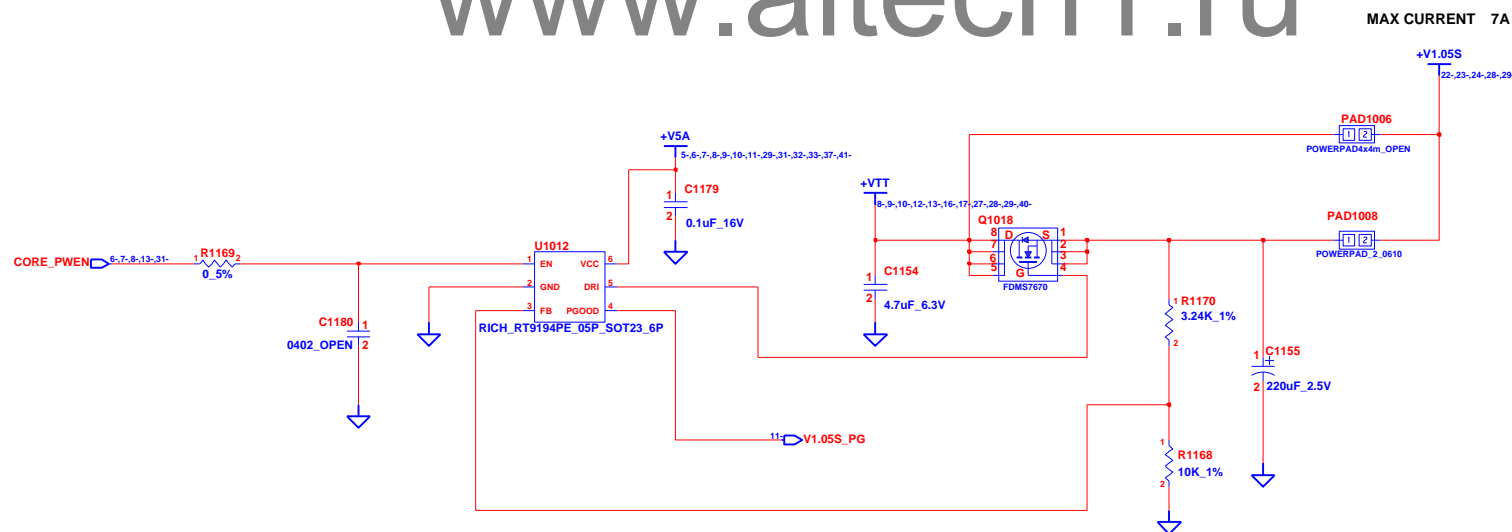 www.aitech1.ru
MAX CURRENT 7A
+V1.05S
22-,23-,24-,28-,29
PAD1006
1 2
POWERPAD4x4m_OPEN
+V5A
5-,6-,7-,8-,9-,10-,11-,29-,31-,32-,33-,37-,41-
1 C1179
2 0.1uF_16V
+VTT
8-,9-,10-,12-,13-,16-,17-,27-,28-,29-,40-
Q1018
8 D S 1
7 2
6 3
5 G 4
FDMS7670
PAD1008
1 2
POWERPAD_2_0610
CORE_PWEN 6-,7-,8-,13-,31-
1 R1169 2
0_5%
U1012
1 EN VCC 6
2 GND DRI 5
3 FB PGOOD 4
RICH_RT9194PE_05P_SOT23_6P
C1154
1
2 4.7uF_6.3V
C1180 1
0402_OPEN 2
1 R1170
3.24K_1%
2
1 + C1155
2 220uF_2.5V
11- V1.05S_PG
1
R1168
10K_1%
2